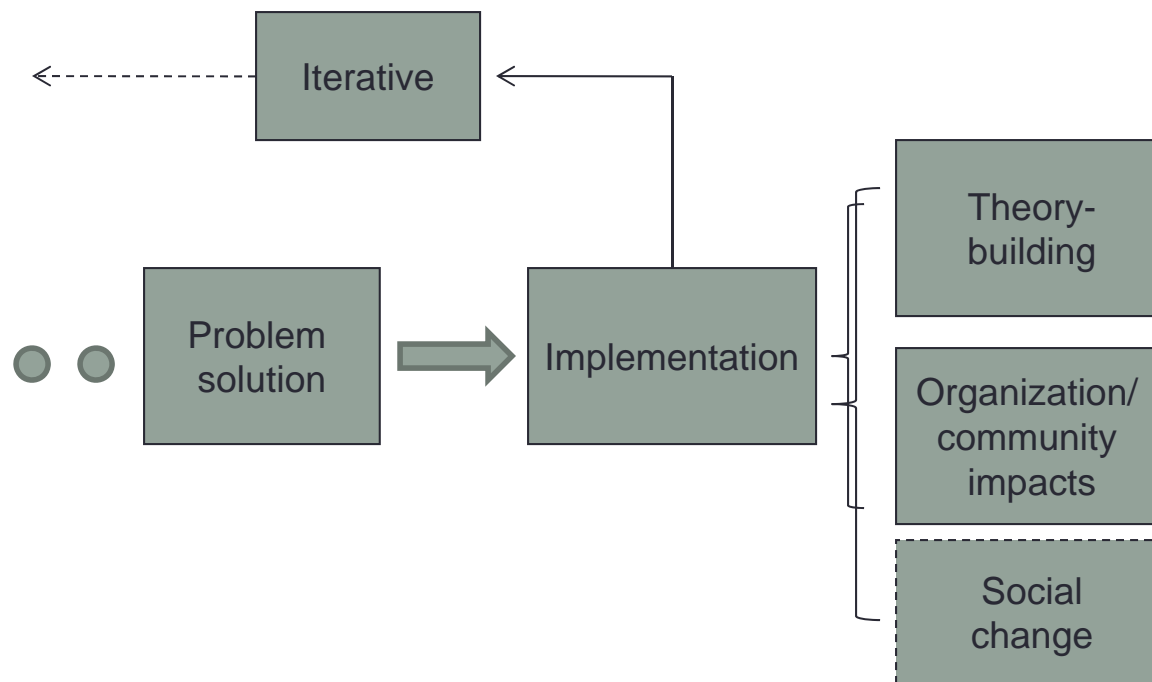 Iterative
Theory-
building
Problem
solution
Implementation
Organization/
community
impacts
Social
change